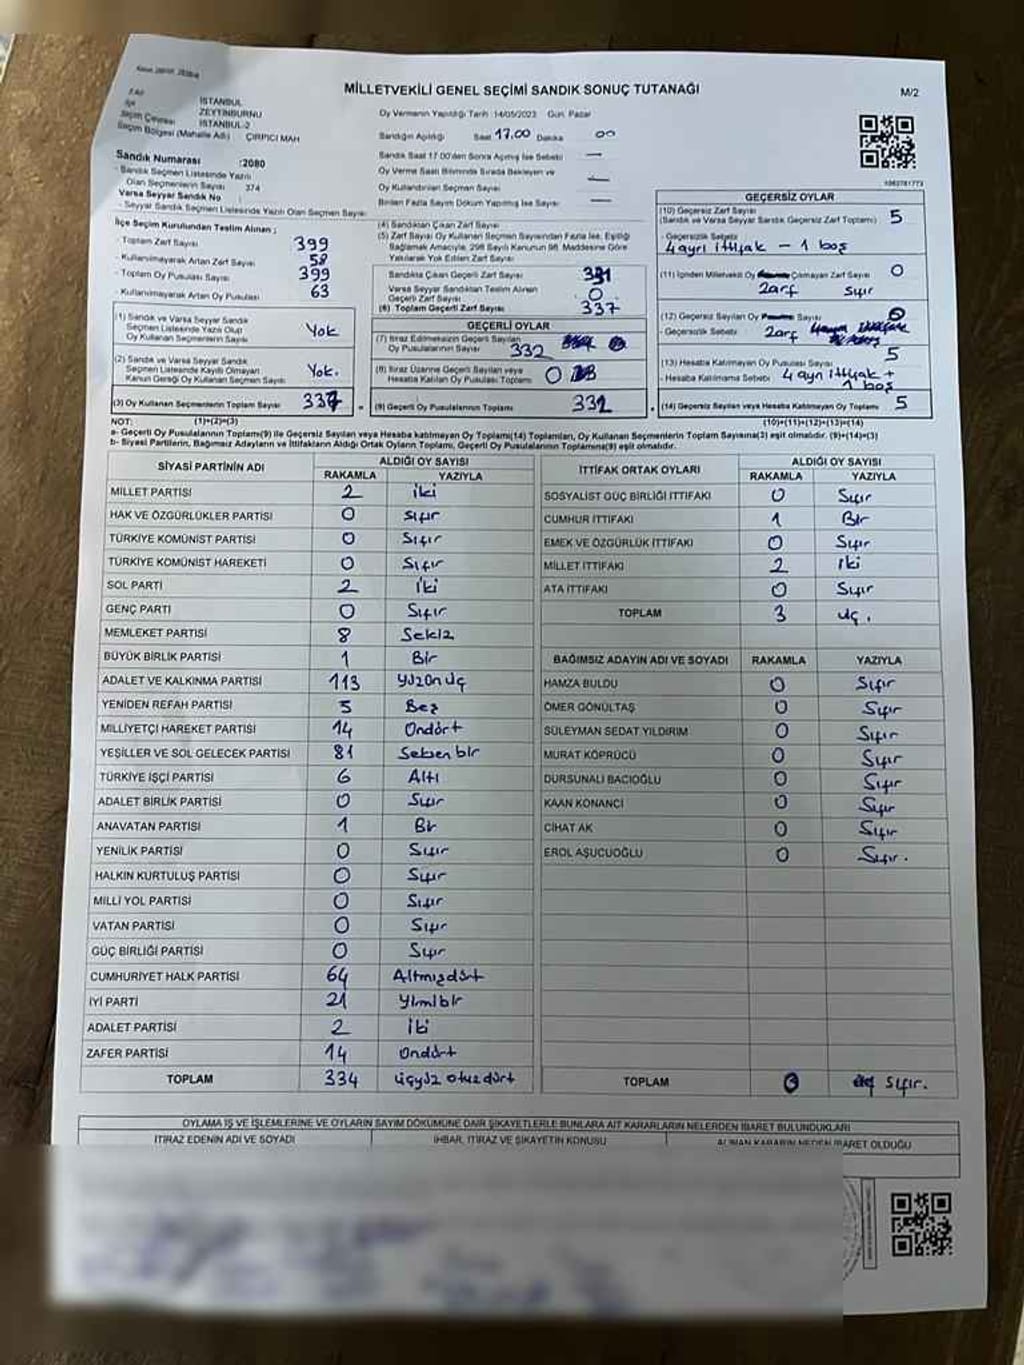 MİLLETVEKİLİ GENEL SEÇİMİ SANDIK SONUÇ TUTANAĞI
M/2
İli İSTANBUL
İlçe ZEYTİNBURNU
Seçim Çevresi İSTANBUL-2
Seçim Bölgesi (Mahalle Adı) : ÇIRPICI MAH
Oy Vermenin Yapıldığı Tarih :14/05/2023 Gün: Pazar
Sandığın Açıldığı Saat 17.00 Dakika 00
Sandık Numarası :2080
- Sandık Seçmen Listesinde Yazılı
Olan Seçmenlerin Sayısı 374
Varsa Seyyar Sandık No
- Seyyar Sandık Seçmen Listesinde Yazılı Olan Seçmen Sayısı
Sandık Saat 17.00'den Sonra Açılmış İse Sebebi —
Oy Verme Saati Bitiminde Sırada Bekleyen ve
Oy Kullandırılan Seçmen Sayısı —
Birden Fazla Sayım Döküm Yapılmış İse Sayısı —
1063781773
İlçe Seçim Kurulundan Teslim Alınan ;
- Toplam Zarf Sayısı 399
- Kullanılmayarak Artan Zarf Sayısı 58
- Toplam Oy Pusulası Sayısı 399
- Kullanılmayarak Artan Oy Pusulası 63
(1) Sandık ve Varsa Seyyar Sandık
Seçmen Listesinde Yazılı Olup
Oy Kullanan Seçmenlerin Sayısı Yok
(2) Sandık ve Varsa Seyyar Sandık
Seçmen Listesinde Kayıtlı Olmayan
Kanun Gereği Oy Kullanan Seçmen Sayısı Yok.
(3) Oy Kullanan Seçmenlerin Toplam Sayısı 337
(4) Sandıktan Çıkan Zarf Sayısı
(5) Zarf Sayısı Oy Kullanan Seçmen Sayısından Fazla İse, Eşitliği
Sağlamak Amacıyla, 298 Sayılı Kanunun 98. Maddesine Göre
Yakılarak Yok Edilen Zarf Sayısı
Sandıkta Çıkan Geçerli Zarf Sayısı
Varsa Seyyar Sandıktan Teslim Alınan
Geçerli Zarf Sayısı 0
(6) Toplam Geçerli Zarf Sayısı 337
GEÇERLİ OYLAR
(7) İtiraz Edilmeksizin Geçerli Sayılan
Oy Pusulalarının Sayısı 332
(8) İtiraz Üzerine Geçerli Sayılan veya
Hesaba Katılan Oy Pusulaları Toplamı 0
(9) Geçerli Oy Pusulalarının Toplamı 332
GEÇERSİZ OYLAR
(10) Geçersiz Zarf Sayısı
(Sandık ve Varsa Seyyar Sandık Geçersiz Zarf Toplamı) 5
- Geçersizlik Sebebi
4 ayrı ittifak - 1 boş
(11) İçinden Milletvekili Oy Çıkmayan Zarf Sayısı 0
Zarf Sıfır
(12) Geçersiz Sayılan Oy Sayısı 0
- Geçersizlik Sebebi Zarf
(13) Hesaba Katılmayan Oy Pusulası Sayısı 5
- Hesaba Katılmama Sebebi 4 ayrı ittifak +
1 boş
(14) Geçersiz Sayılan veya Hesaba Katılmayan Oy Toplamı 5
NOT: (1)+(2)=(3) (10)+(11)+(12)+(13)=(14)
a- Geçerli Oy Pusulalarının Toplamı(9) ile Geçersiz Sayılan veya Hesaba katılmayan Oy Toplamı(14) Toplamları, Oy Kullanan Seçmenlerin Toplam Sayısına(3) eşit olmalıdır. (9)+(14)=(3)
b- Siyasi Partilerin, Bağımsız Adayların ve İttifakların Aldığı Oyların Toplamı, Geçerli Oy Pusulalarının Toplamına(9) eşit olmalıdır.
SİYASİ PARTİNİN ADI ALDIĞI OY SAYISI
RAKAMLA YAZIYLA
MİLLET PARTİSİ 2 iki
HAK VE ÖZGÜRLÜKLER PARTİSİ 0 Sıfır
TÜRKİYE KOMÜNİST PARTİSİ 0 Sıfır
TÜRKİYE KOMÜNİST HAREKETİ 0 Sıfır
SOL PARTİ 2 iki
GENÇ PARTİ 0 Sıfır
MEMLEKET PARTİSİ 8 Sekiz
BÜYÜK BİRLİK PARTİSİ 1 Bir
ADALET VE KALKINMA PARTİSİ 113 Yüzonüç
YENİDEN REFAH PARTİSİ 5 Beş
MİLLİYETÇİ HAREKET PARTİSİ 14 Ondört
YEŞİLLER VE SOL GELECEK PARTİSİ 81 Seksenbir
TÜRKİYE İŞÇİ PARTİSİ 6 Altı
ADALET BİRLİK PARTİSİ 0 Sıfır
ANAVATAN PARTİSİ 1 Bir
YENİLİK PARTİSİ 0 Sıfır
HALKIN KURTULUŞ PARTİSİ 0 Sıfır
MİLLİ YOL PARTİSİ 0 Sıfır
VATAN PARTİSİ 0 Sıfır
GÜÇ BİRLİĞİ PARTİSİ 0 Sıfır
CUMHURİYET HALK PARTİSİ 64 Altmışdört
İYİ PARTİ 21 Yirmibir
ADALET PARTİSİ 2 iki
ZAFER PARTİSİ 14 Ondört
TOPLAM 334 üçyüz otuzdört
İTTİFAK ORTAK OYLARI ALDIĞI OY SAYISI
RAKAMLA YAZIYLA
SOSYALİST GÜÇ BİRLİĞİ İTTİFAKI 0 Sıfır
CUMHUR İTTİFAKI 1 Bir
EMEK VE ÖZGÜRLÜK İTTİFAKI 0 Sıfır
MİLLET İTTİFAKI 2 iki
ATA İTTİFAKI 0 Sıfır
TOPLAM 3 üç.
BAĞIMSIZ ADAYIN ADI VE SOYADI RAKAMLA YAZIYLA
HAMZA BULDU 0 Sıfır
ÖMER GÖNÜLTAŞ 0 Sıfır
SÜLEYMAN SEDAT YILDIRIM 0 Sıfır
MURAT KÖPRÜCÜ 0 Sıfır
DURSUNALİ BACIOĞLU 0 Sıfır
KAAN KONANCI 0 Sıfır
CİHAT AK 0 Sıfır
EROL AŞUCUOĞLU 0 Sıfır.
TOPLAM 0 Sıfır.
OYLAMA İŞ VE İŞLEMLERİNE VE OYLARIN SAYIM DÖKÜMÜNE DAİR ŞİKAYETLERLE BUNLARA AİT KARARLARIN NELERDEN İBARET BULUNDUKLARI
İTİRAZ EDENİN ADI VE SOYADI İHBAR, İTİRAZ VE ŞİKAYETİN KONUSU ALINAN KARARIN NEDEN İBARET OLDUĞU